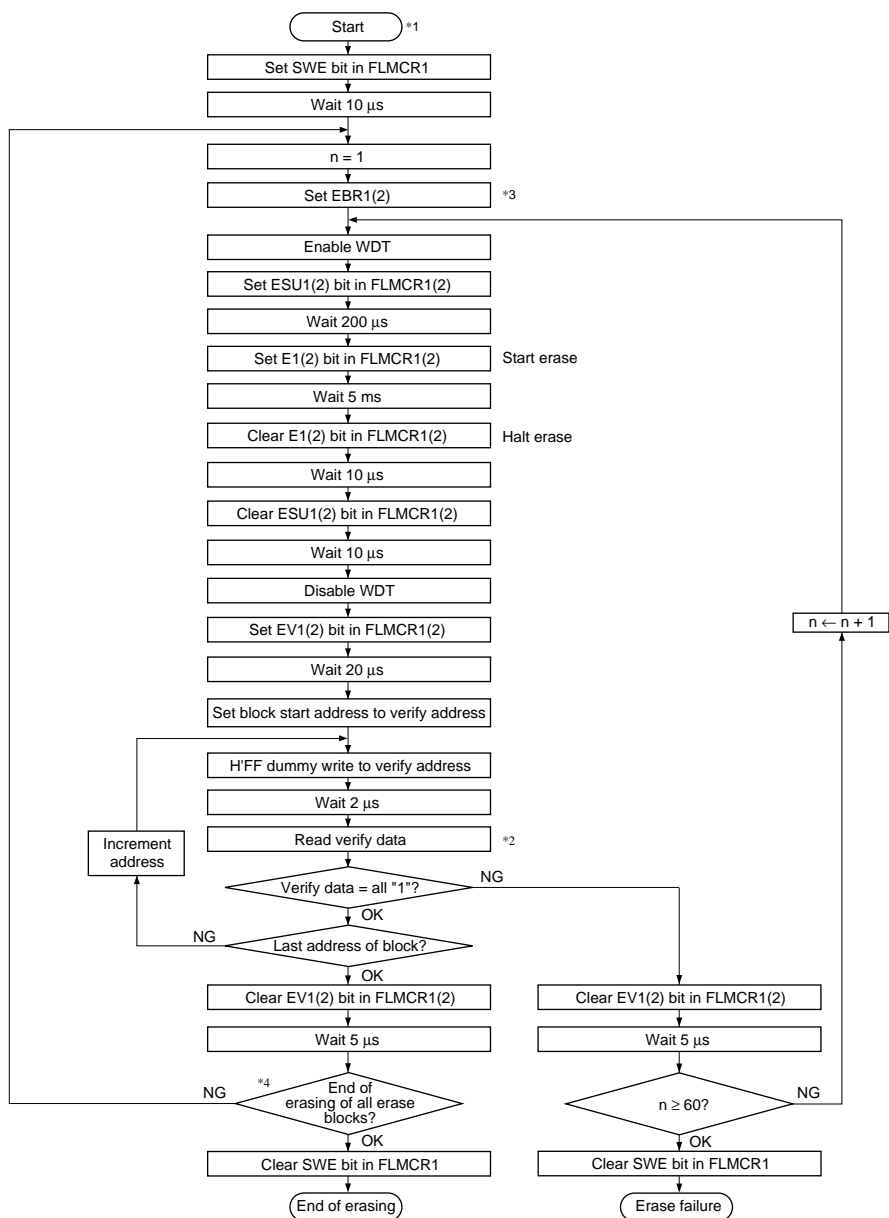 Start *1
Set SWE bit in FLMCR1
Wait 10 μs
n = 1
Set EBR1(2) *3
Enable WDT
Set ESU1(2) bit in FLMCR1(2)
Wait 200 μs
Set E1(2) bit in FLMCR1(2) Start erase
Wait 5 ms
Clear E1(2) bit in FLMCR1(2) Halt erase
Wait 10 μs
Clear ESU1(2) bit in FLMCR1(2)
Wait 10 μs
Disable WDT
Set EV1(2) bit in FLMCR1(2)
n ← n + 1
Wait 20 μs
Set block start address to verify address
H'FF dummy write to verify address
Wait 2 μs
Increment
address
Read verify data *2
Verify data = all "1"?
NG
OK
NG
Last address of block?
OK
Clear EV1(2) bit in FLMCR1(2)
Clear EV1(2) bit in FLMCR1(2)
Wait 5 μs
Wait 5 μs
NG
*4
End of
erasing of all erase
blocks?
n ≥ 60?
NG
OK
OK
Clear SWE bit in FLMCR1
Clear SWE bit in FLMCR1
End of erasing
Erase failure